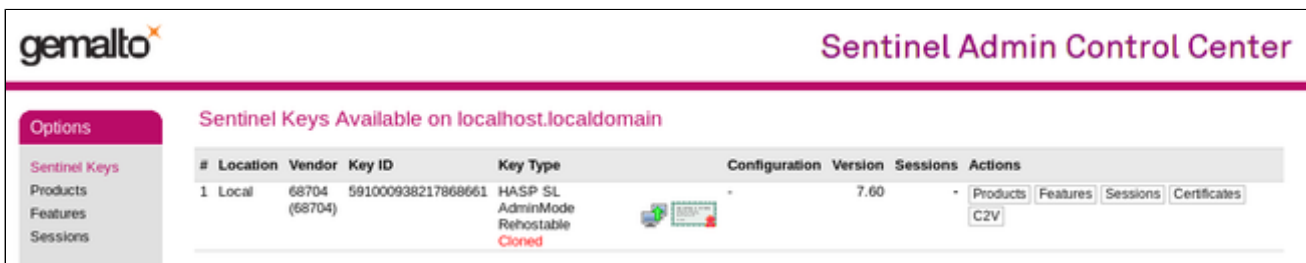 gemalto
Sentinel Admin Control Center
Options
Sentinel Keys
Products
Features
Sessions
Sentinel Keys Available on localhost.localdomain
# Location Vendor Key ID Key Type Configuration Version Sessions Actions
1 Local 68704 591000938217868661 HASP SL - 7.60 - Products Features Sessions Certificates
(68704) AdminMode C2V
Rehostable
Cloned